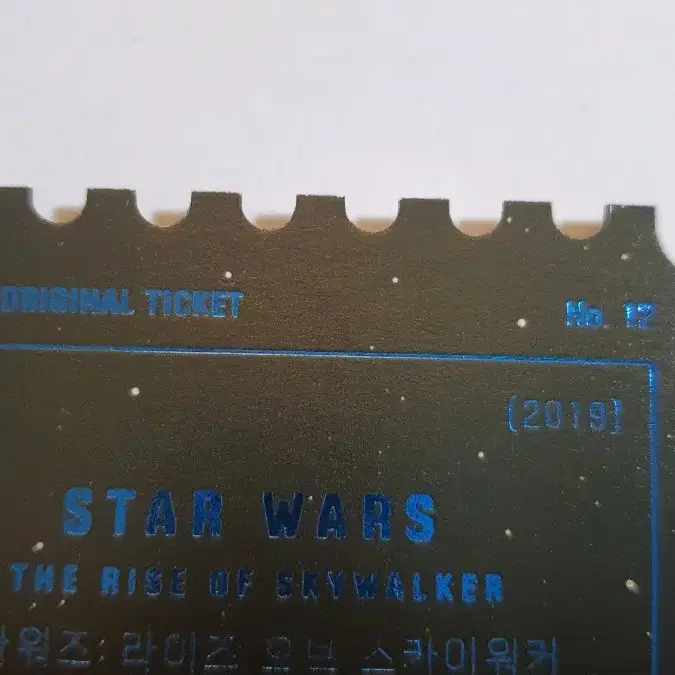 ORIGINAL TICKET
No. 12
(2019)
STAR WARS
THE RISE OF SKYWALKER
라이즈 오브 스카이워커